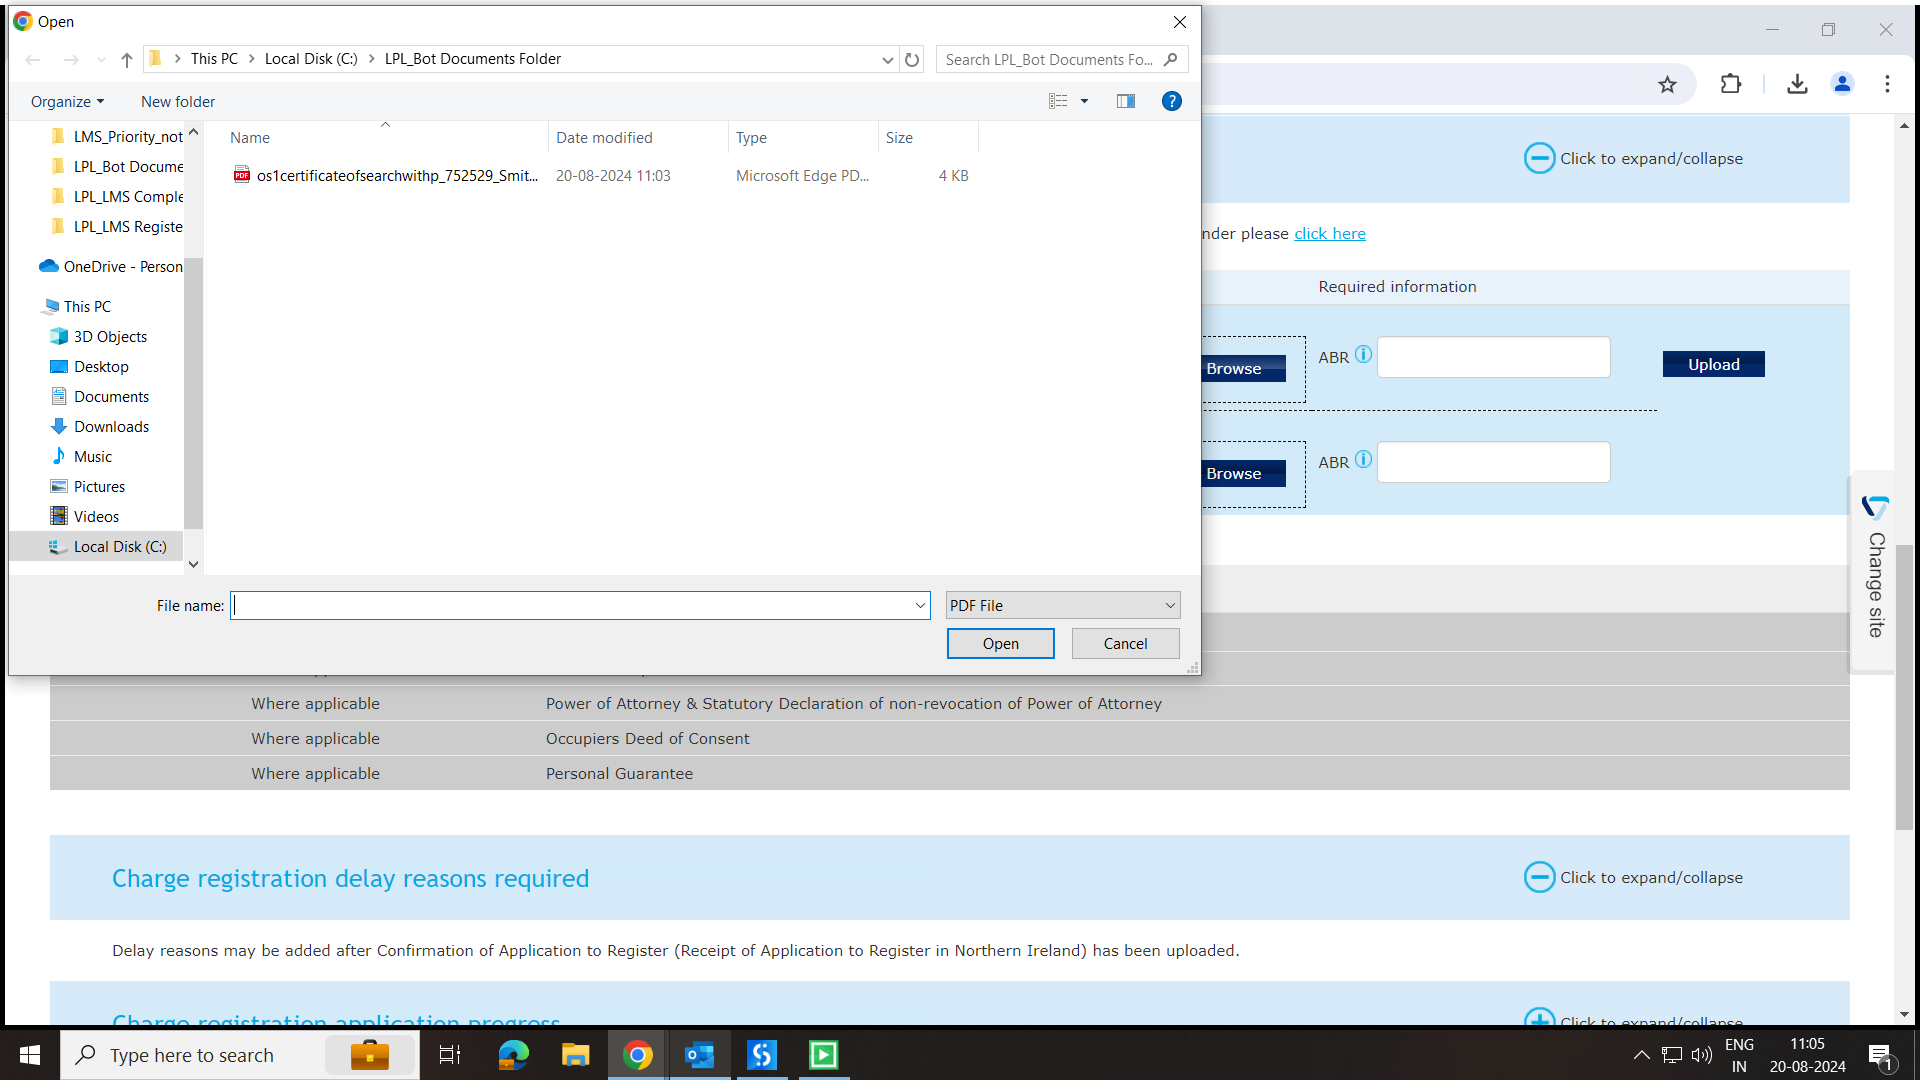 Open
This PC
Local Disk (C:)
LPL_Bot Documents Folder
Search LPL_Bot Documents Fo...
Organize
New folder
?
LMS_Priority_not
LPL_Bot Docume
LPL_LMS Comple
LPL_LMS Registe
OneDrive - Person
This PC
3D Objects
Desktop
Documents
Downloads
Music
Pictures
Videos
Local Disk (C:)
Name
Date modified
Type
Size
PDF
os1certificateofsearchwithp_752529_Smit...
20-08-2024 11:03
Microsoft Edge PD...
4 KB
File name:
PDF File
Open
Cancel
Click to expand/collapse
nder please click here
Required information
Browse
ABR
Upload
Browse
ABR
Change site
Where applicable
Power of Attorney & Statutory Declaration of non-revocation of Power of Attorney
Where applicable
Occupiers Deed of Consent
Where applicable
Personal Guarantee
Charge registration delay reasons required
Click to expand/collapse
Delay reasons may be added after Confirmation of Application to Register (Receipt of Application to Register in Northern Ireland) has been uploaded.
Charge registration application progress
Click to expand/collapse
Type here to search
ENG
IN
11:05
20-08-2024
1